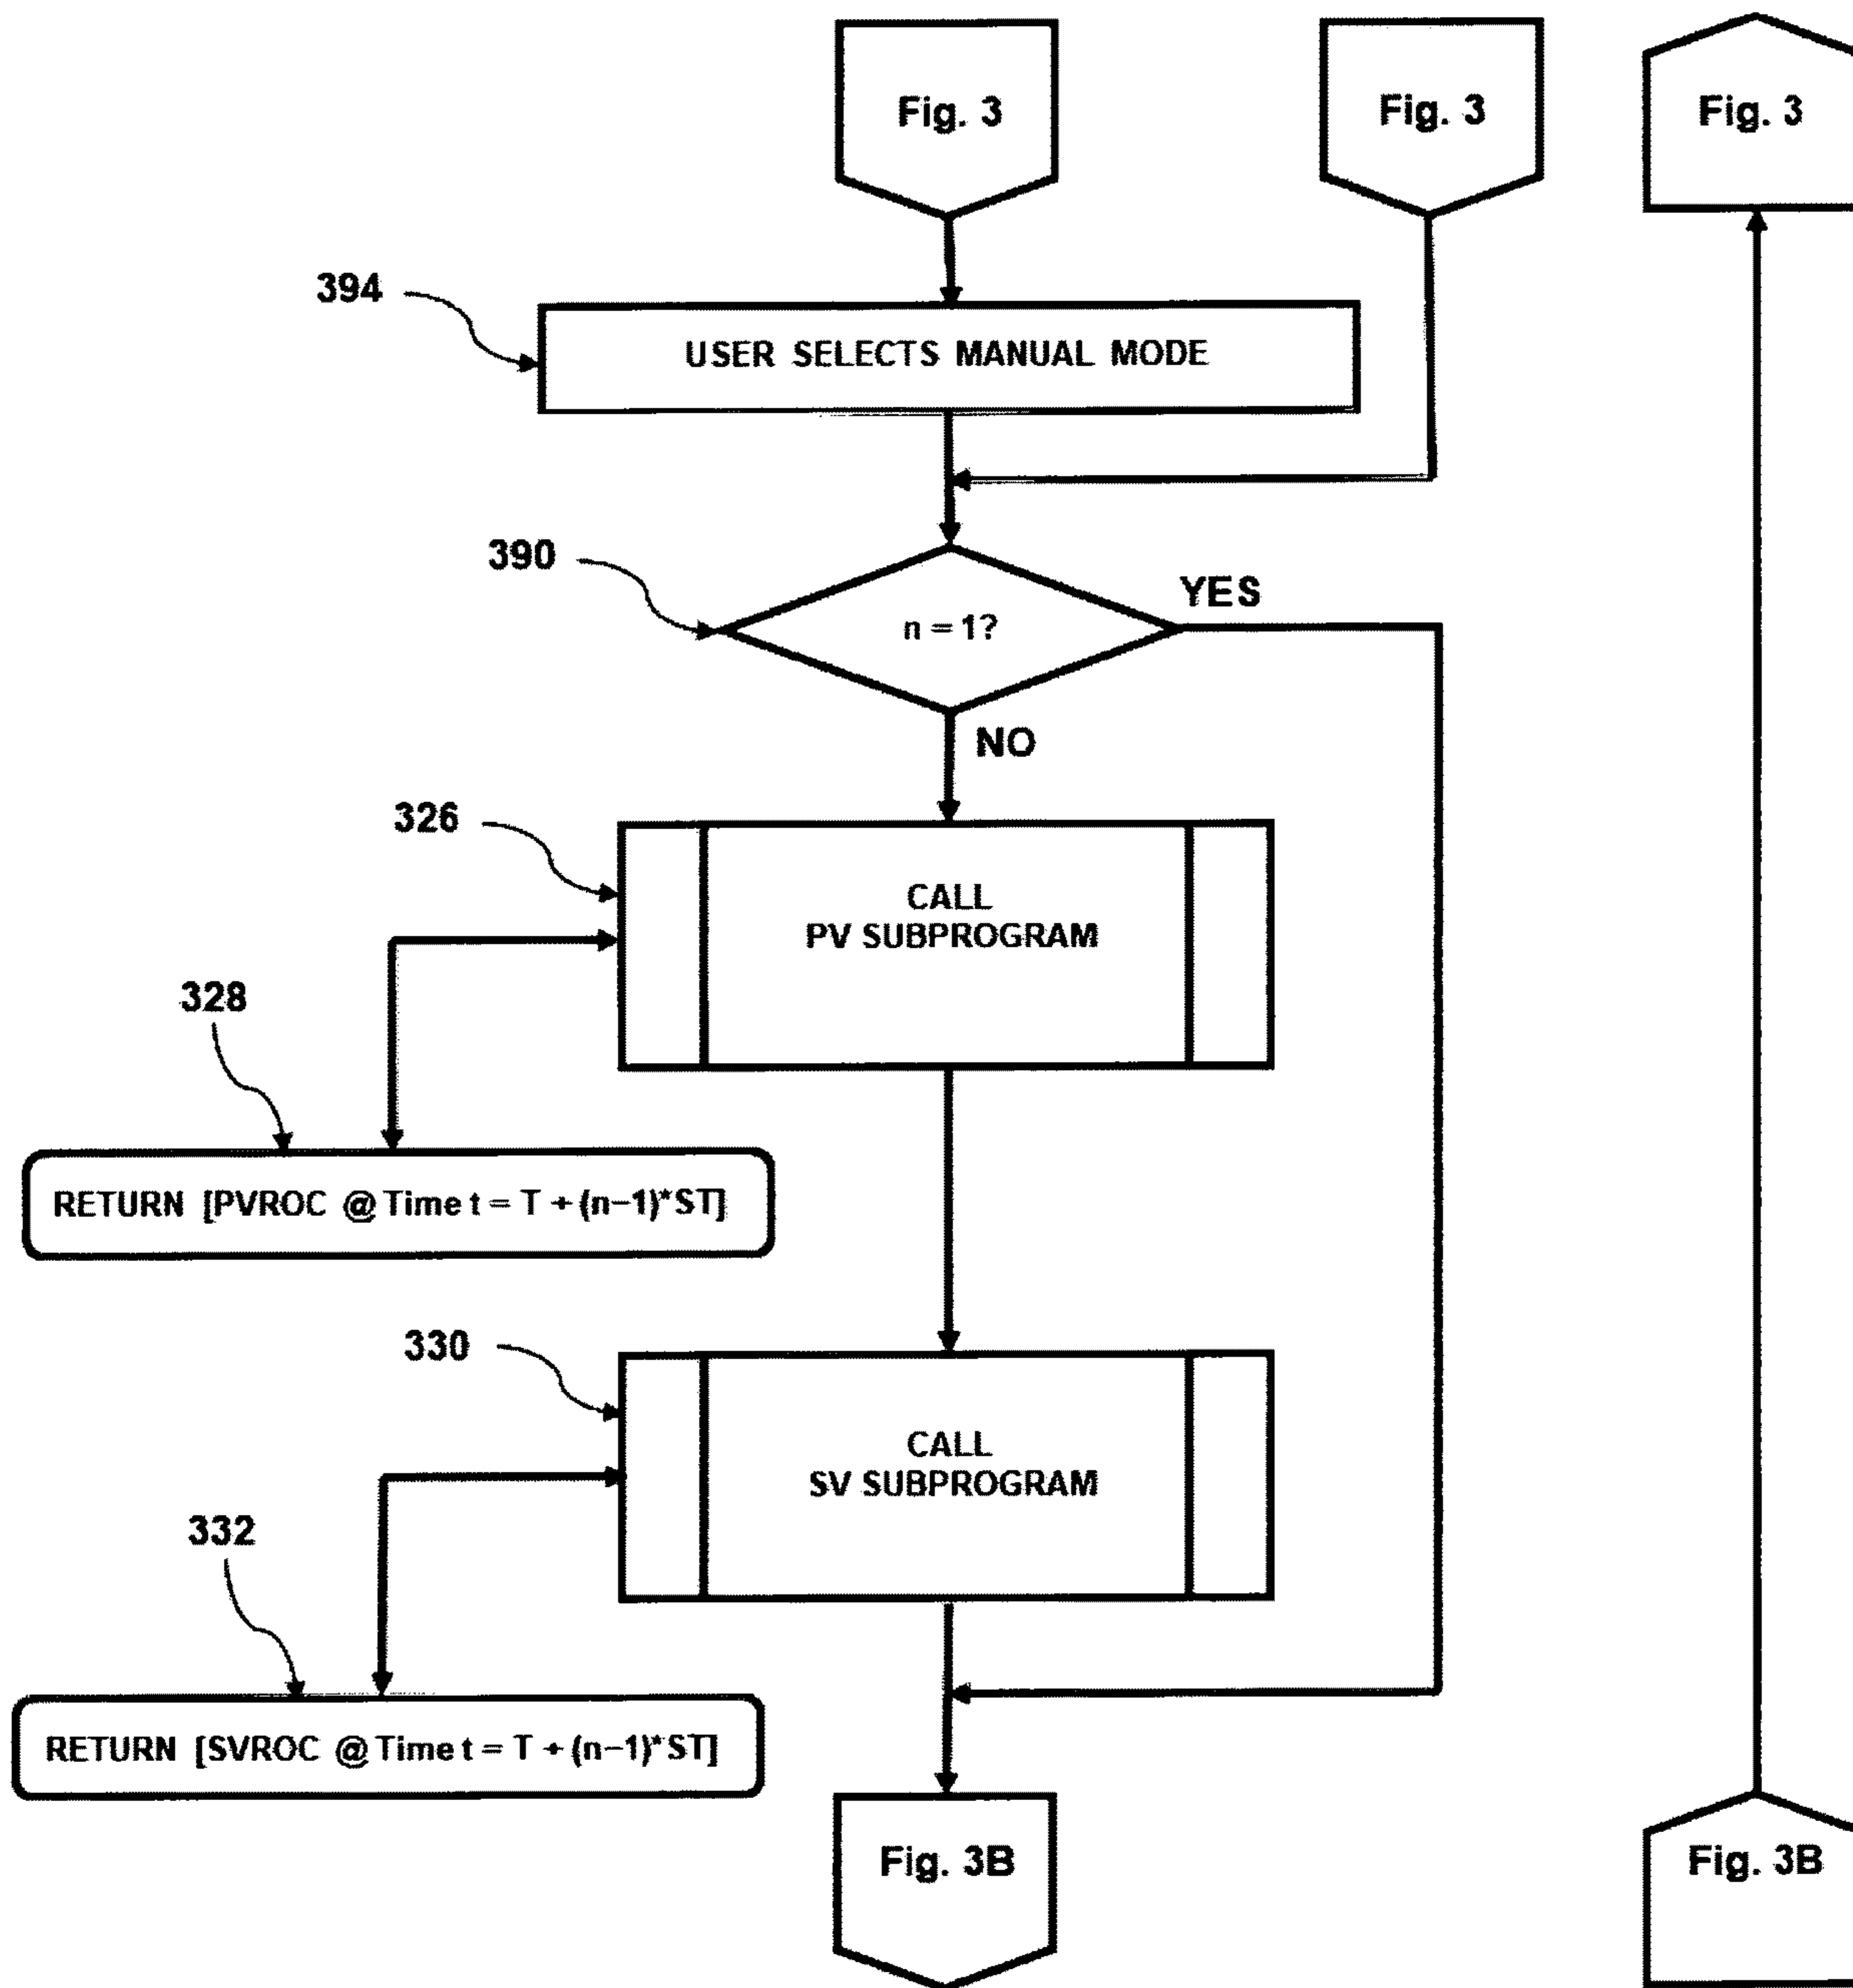 Fig. 3
Fig. 3
Fig. 3
394
USER SELECTS MANUAL MODE
390
YES
n = 1?
NO
326
CALL
PV SUBPROGRAM
328
RETURN [PVROC @ Time t = T + (n–1)*ST]
330
CALL
SV SUBPROGRAM
332
RETURN [SVROC @ Time t = T + (n–1)*ST]
Fig. 3B
Fig. 3B